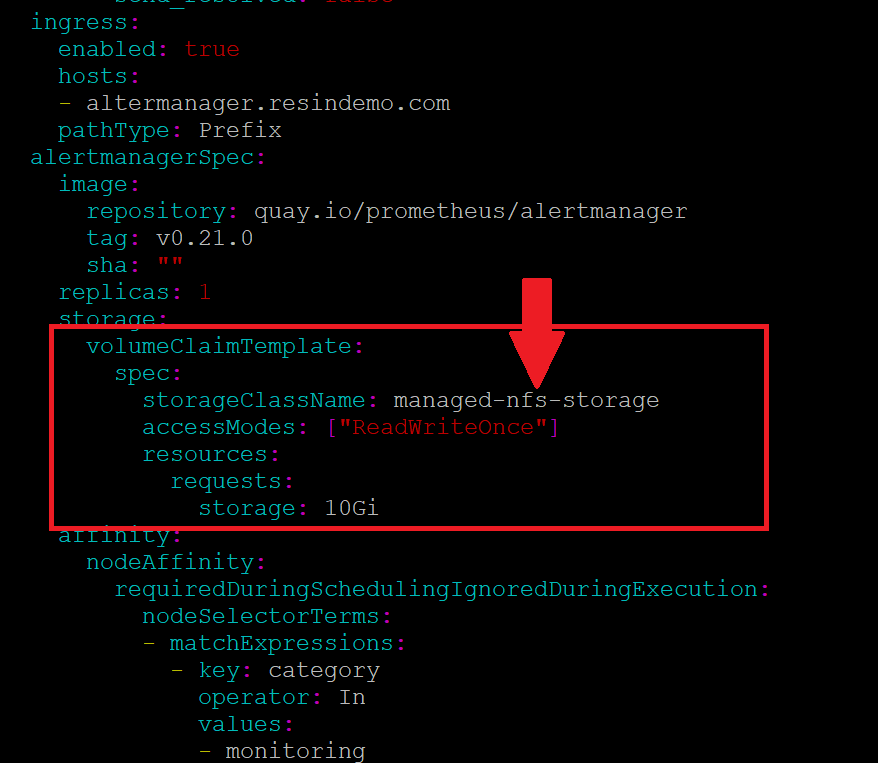 send_resolved: false
ingress:
enabled: true
hosts:
- altermanager.resindemo.com
pathType: Prefix
alertmanagerSpec:
image:
repository: quay.io/prometheus/alertmanager
tag: v0.21.0
sha: ""
replicas: 1
storage:
volumeClaimTemplate:
spec:
storageClassName: managed-nfs-storage
accessModes: ["ReadWriteOnce"]
resources:
requests:
storage: 10Gi
affinity:
nodeAffinity:
requiredDuringSchedulingIgnoredDuringExecution:
nodeSelectorTerms:
- matchExpressions:
- key: category
operator: In
values:
- monitoring